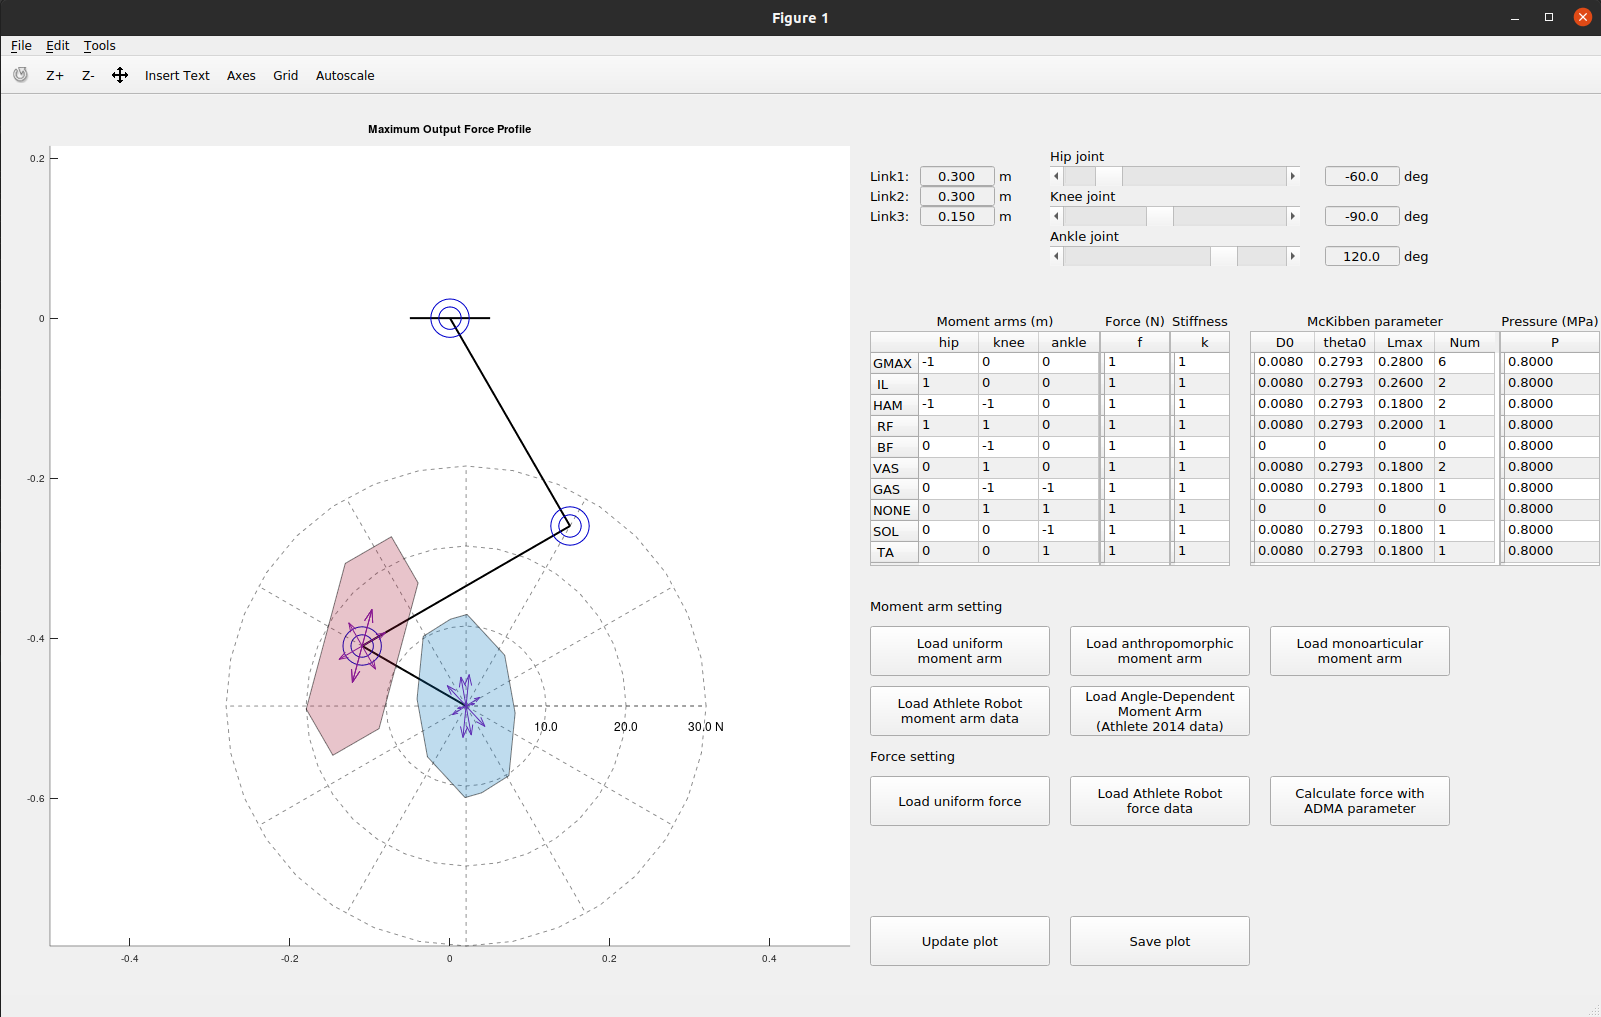 Figure 1
File Edit Tools
Z+ Z- Insert Text Axes Grid Autoscale
Maximum Output Force Profile
0.2
0
-0.2
-0.4
-0.6
-0.4 -0.2 0 0.2 0.4
10.0 20.0 30.0 N
Link1: 0.300 m
Link2: 0.300 m
Link3: 0.150 m
Hip joint
-60.0 deg
Knee joint
-90.0 deg
Ankle joint
120.0 deg
Moment arms (m) Force (N) Stiffness McKibben parameter Pressure (MPa)
hip knee ankle f k D0 theta0 Lmax Num P
GMAX -1 0 0 1 1 0.0080 0.2793 0.2800 6 0.8000
IL 1 0 0 1 1 0.0080 0.2793 0.2600 2 0.8000
HAM -1 -1 0 1 1 0.0080 0.2793 0.1800 2 0.8000
RF 1 1 0 1 1 0.0080 0.2793 0.2000 1 0.8000
BF 0 -1 0 1 1 0 0 0 0 0.8000
VAS 0 1 0 1 1 0.0080 0.2793 0.1800 2 0.8000
GAS 0 -1 -1 1 1 0.0080 0.2793 0.1800 1 0.8000
NONE 0 1 1 1 1 0 0 0 0 0.8000
SOL 0 0 -1 1 1 0.0080 0.2793 0.1800 1 0.8000
TA 0 0 1 1 1 0.0080 0.2793 0.1800 1 0.8000
Moment arm setting
Load uniform
moment arm
Load anthropomorphic
moment arm
Load monoarticular
moment arm
Load Athlete Robot
moment arm data
Load Angle-Dependent
Moment Arm
(Athlete 2014 data)
Force setting
Load uniform force
Load Athlete Robot
force data
Calculate force with
ADMA parameter
Update plot
Save plot